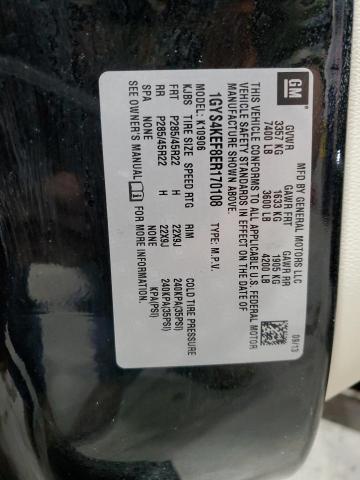 GM
MFD BY GENERAL MOTORS LLC
GVWR GAWR FRT GAWR RR
3357 KG 1633 KG 1905 KG
7400 LB 3600 LB 4200 LB
THIS VEHICLE CONFORMS TO ALL APPLICABLE U.S. FEDERAL MOTOR
VEHICLE SAFETY STANDARDS IN EFFECT ON THE DATE OF
MANUFACTURE SHOWN ABOVE.
09/13
1GYS4KEF8ER170108 TYPE: M.P.V.
MODEL: K10906
KJBS TIRE SIZE SPEED RTG RIM COLD TIRE PRESSURE
FRT P285/45R22 H 22X9J 240KPA(35PSI)
RR P285/45R22 H 22X9J 240KPA(35PSI)
SPA NONE NONE KPA(PSI)
SEE OWNER'S MANUAL FOR MORE INFORMATION.